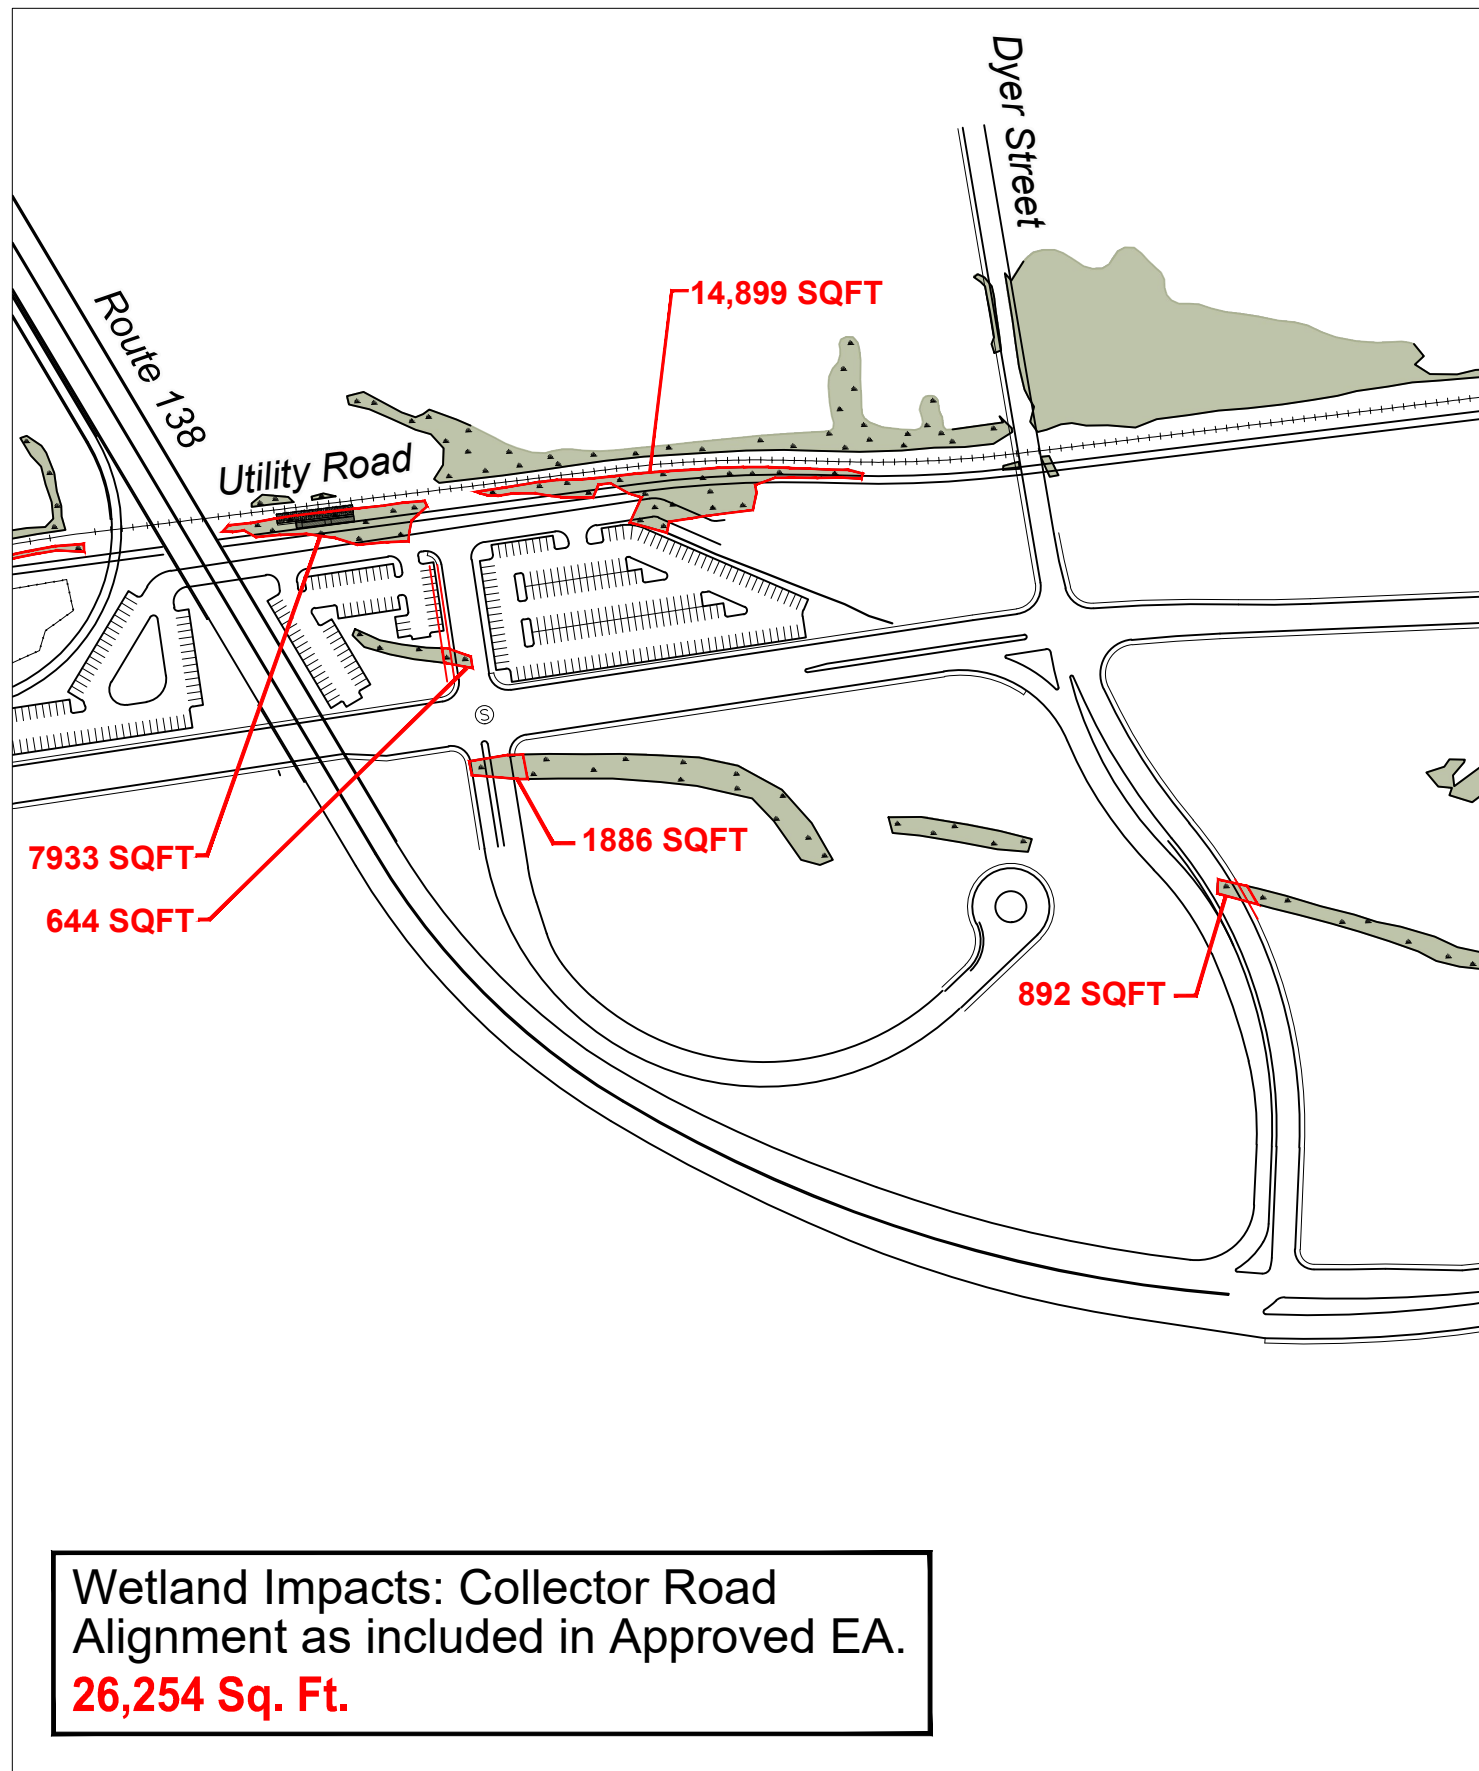 Dyer Street
14,899 SQFT
Route 138
Utility Road
S
7933 SQFT
1886 SQFT
644 SQFT
892 SQFT
Wetland Impacts: Collector Road
Alignment as included in Approved EA.
26,254 Sq. Ft.